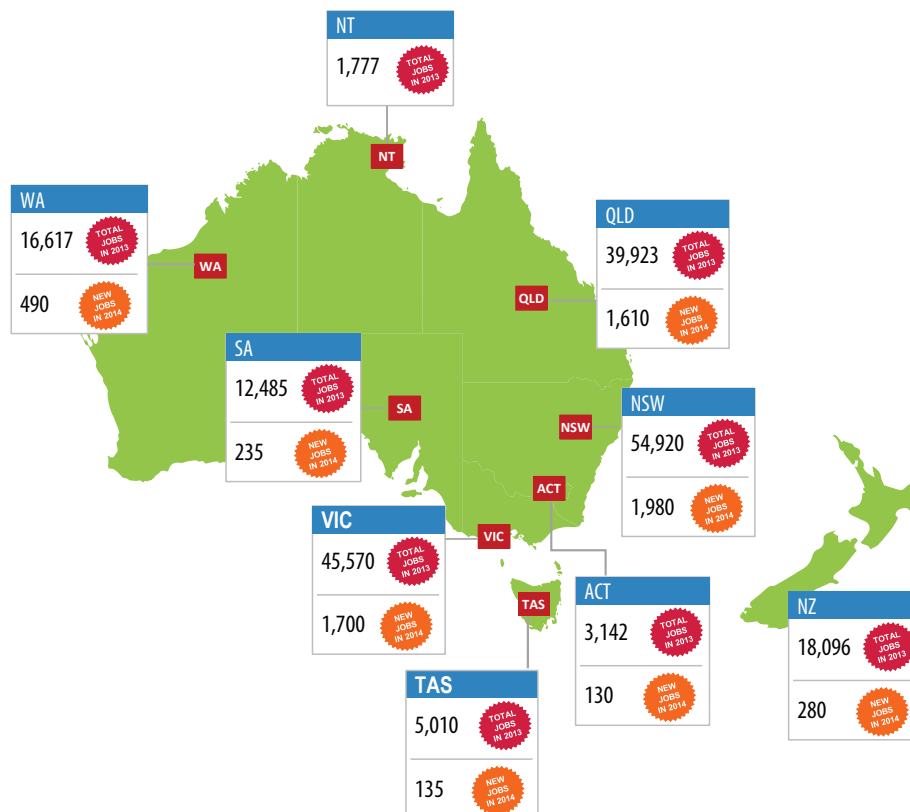 NT
1,777
TOTAL
JOBS
IN 2013
NT
WA
16,617
TOTAL
JOBS
IN 2013
490
NEW
JOBS
IN 2014
WA
QLD
39,923
TOTAL
JOBS
IN 2013
1,610
NEW
JOBS
IN 2014
QLD
SA
12,485
TOTAL
JOBS
IN 2013
235
NEW
JOBS
IN 2014
SA
NSW
54,920
TOTAL
JOBS
IN 2013
1,980
NEW
JOBS
IN 2014
NSW
ACT
VIC
45,570
TOTAL
JOBS
IN 2013
1,700
NEW
JOBS
IN 2014
VIC
TAS
ACT
3,142
TOTAL
JOBS
IN 2013
130
NEW
JOBS
IN 2014
NZ
18,096
TOTAL
JOBS
IN 2013
280
NEW
JOBS
IN 2014
TAS
5,010
TOTAL
JOBS
IN 2013
135
NEW
JOBS
IN 2014